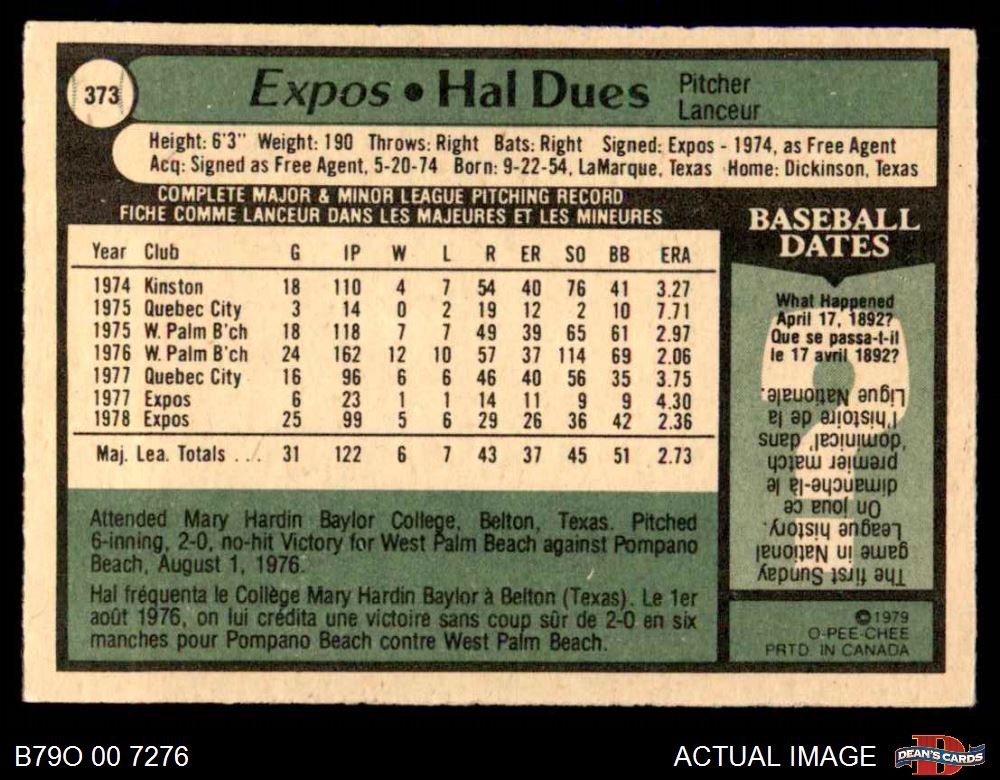 373
Expos • Hal Dues
Pitcher
Lanceur
Height: 6'3" Weight: 190 Throws: Right Bats: Right Signed: Expos - 1974, as Free Agent
Acq: Signed as Free Agent, 5-20-74 Born: 9-22-54, LaMarque, Texas Home: Dickinson, Texas
COMPLETE MAJOR & MINOR LEAGUE PITCHING RECORD
FICHE COMME LANCEUR DANS LES MAJEURES ET LES MINEURES
Year Club G IP W L R ER SO BB ERA
1974 Kinston 18 110 4 7 54 40 76 41 3.27
1975 Quebec City 3 14 0 2 19 12 2 10 7.71
1975 W. Palm B'ch 18 118 7 7 49 39 65 61 2.97
1976 W. Palm B'ch 24 162 12 10 57 37 114 69 2.06
1977 Quebec City 16 96 6 6 46 40 56 35 3.75
1977 Expos 6 23 1 1 14 11 9 9 4.30
1978 Expos 25 99 5 6 29 26 36 42 2.36
Maj. Lea. Totals ... 31 122 6 7 43 37 45 51 2.73
Attended Mary Hardin Baylor College, Belton, Texas. Pitched
6-inning, 2-0, no-hit Victory for West Palm Beach against Pompano
Beach, August 1, 1976.
Hal fréquenta le Collège Mary Hardin Baylor à Belton (Texas). Le 1er
août 1976, on lui crédita une victoire sans coup sûr de 2-0 en six
manches pour Pompano Beach contre West Palm Beach.
BASEBALL
DATES
What Happened
April 17, 1892?
Que se passa-t-il
le 17 avril 1892?
The first Sunday
game in National
League history.
On joua ce
dimanche-là le
premier match
'dominical' dans
l'histoire de la
Ligue Nationale.
©1979
O-PEE-CHEE
PRTD. IN CANADA
B79O 00 7276
ACTUAL IMAGE
D
DEAN'S CARDS